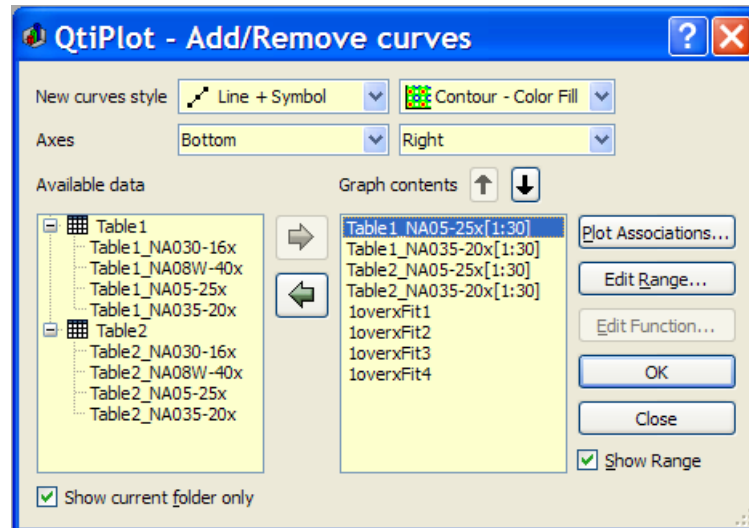 QtiPlot - Add/Remove curves
New curves style Line + Symbol Contour - Color Fill
Axes Bottom Right
Available data Graph contents
Table1
Table1_NA030-16x
Table1_NA08W-40x
Table1_NA05-25x
Table1_NA035-20x
Table2
Table2_NA030-16x
Table2_NA08W-40x
Table2_NA05-25x
Table2_NA035-20x
Table1_NA05-25x[1:30]
Table1_NA035-20x[1:30]
Table2_NA05-25x[1:30]
Table2_NA035-20x[1:30]
1overxFit1
1overxFit2
1overxFit3
1overxFit4
Plot Associations...
Edit Range...
Edit Function...
OK
Close
Show Range
Show current folder only